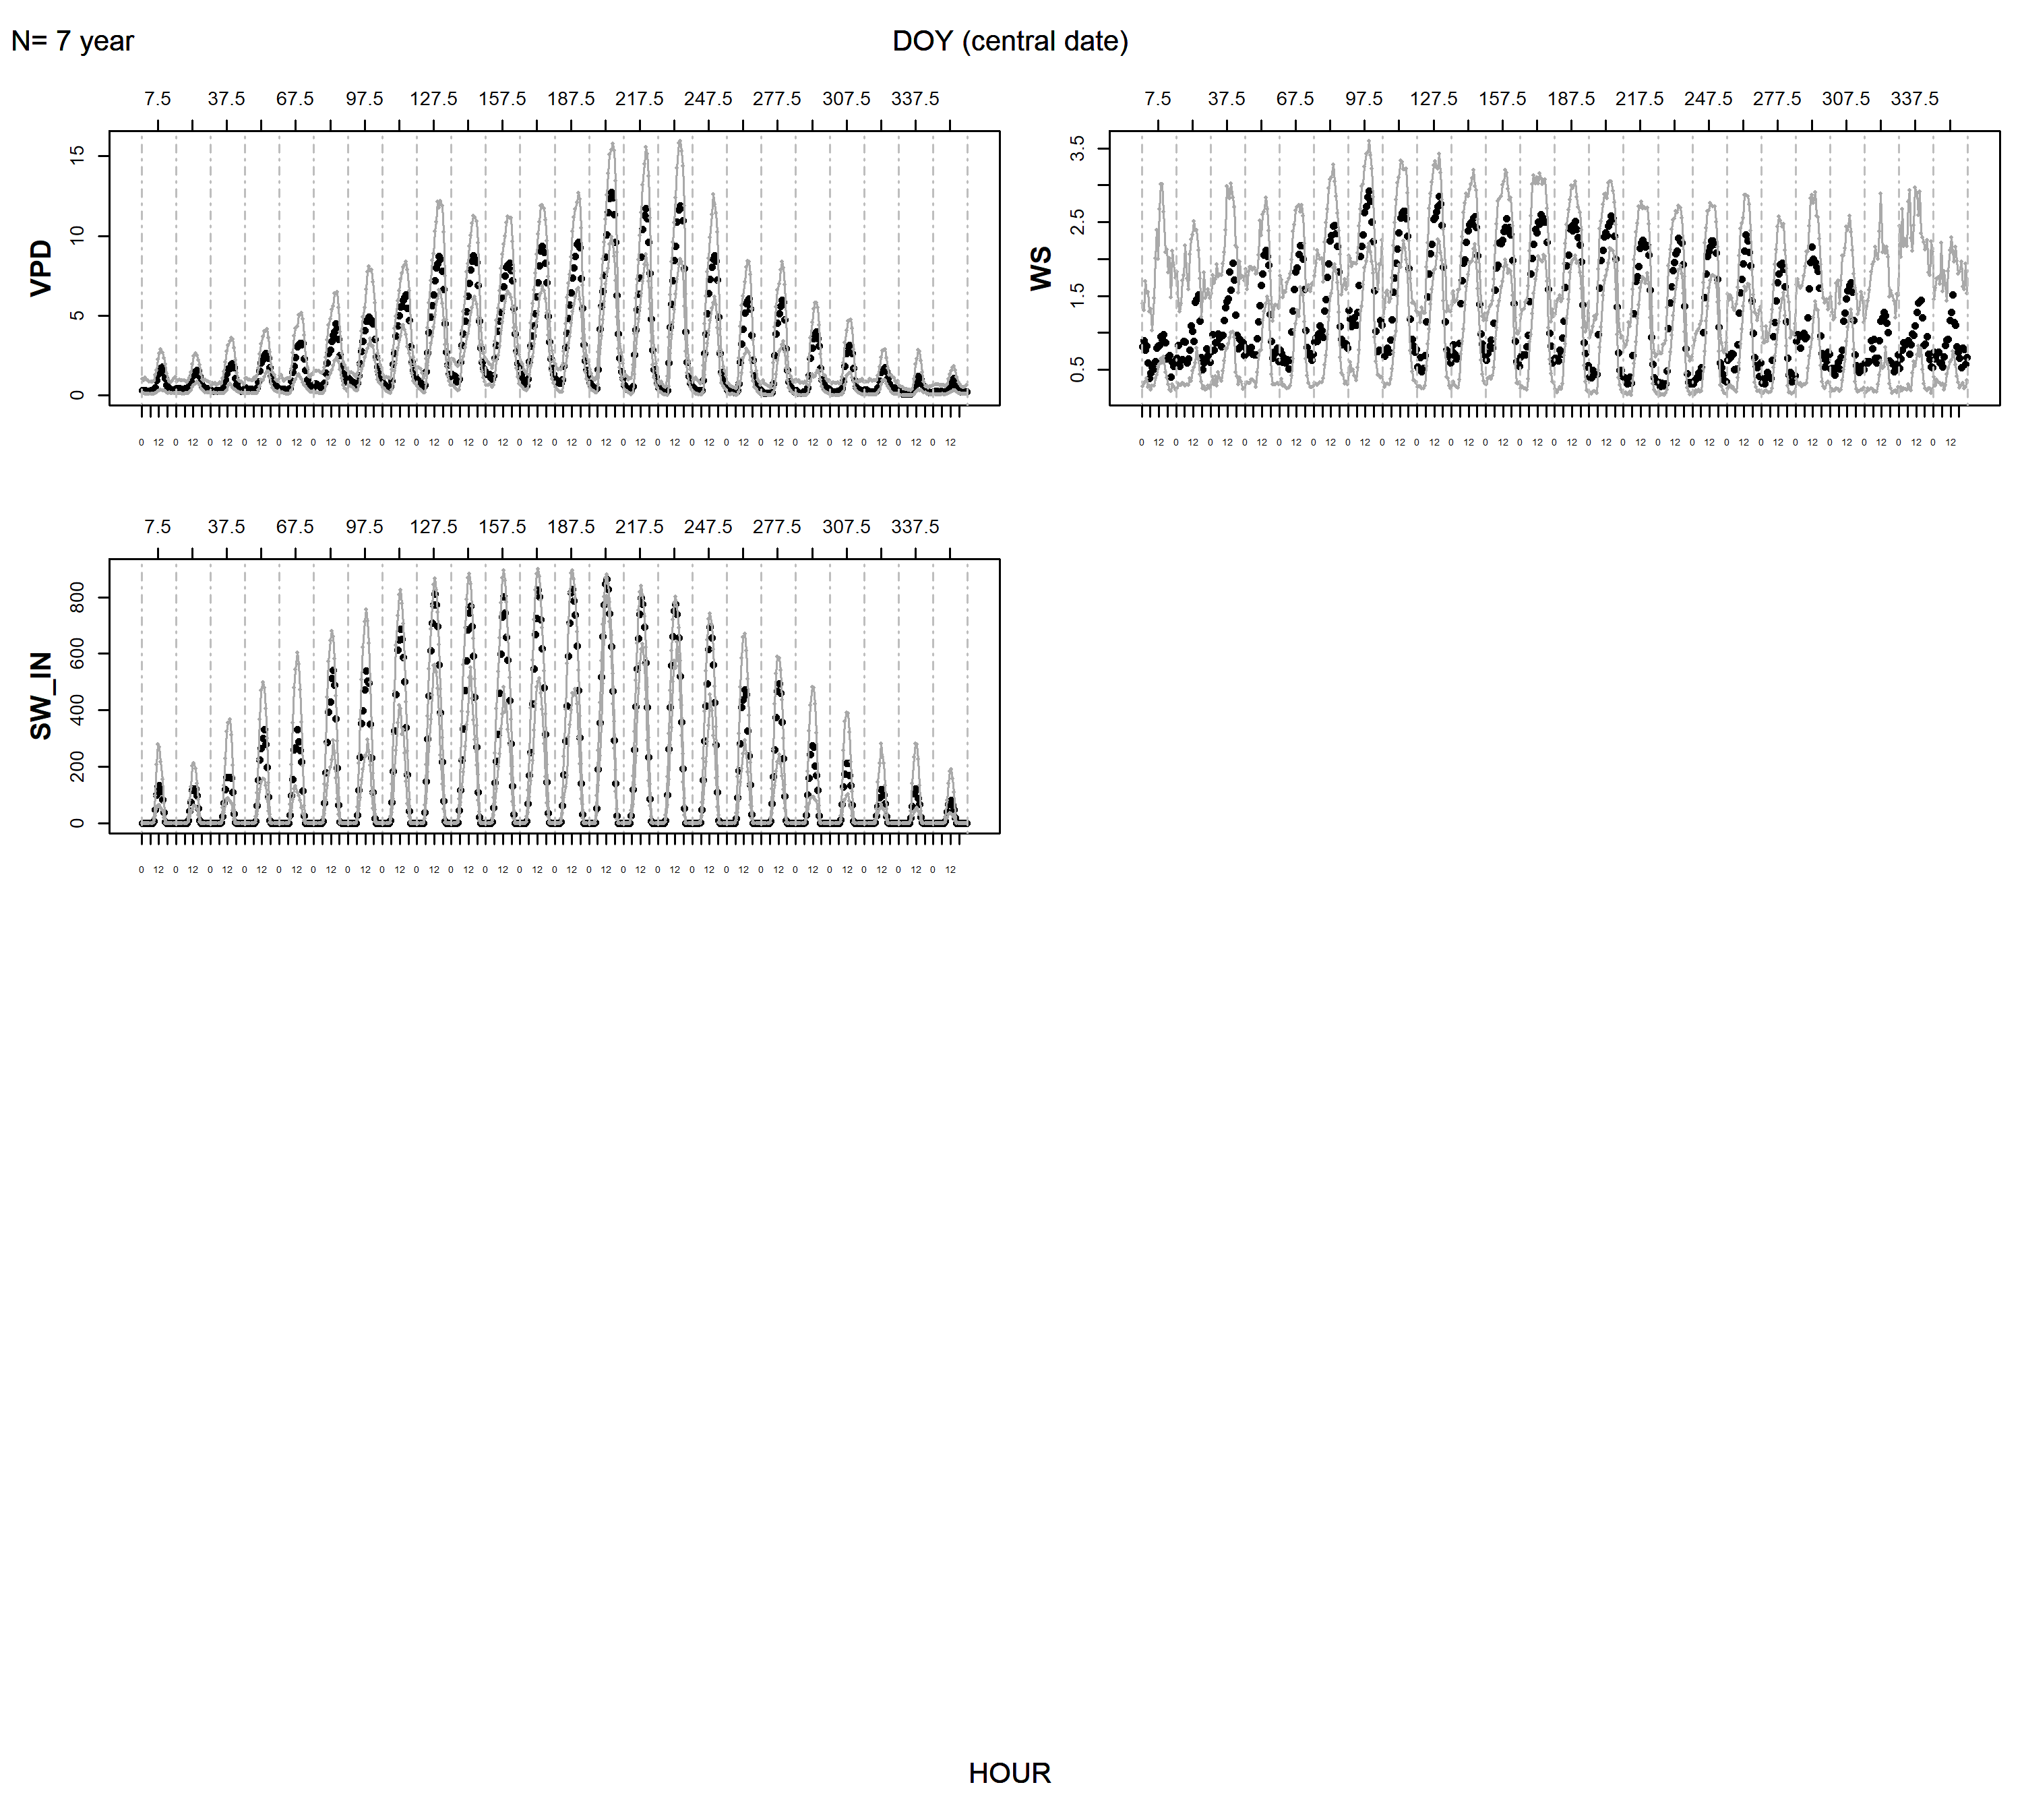 N= 7 year
DOY (central date)
7.5 37.5 67.5 97.5 127.5 157.5 187.5 217.5 247.5 277.5 307.5 337.5
VPD
15
10
5
0
0 12 0 12 0 12 0 12 0 12 0 12 0 12 0 12 0 12 0 12 0 12 0 12 0 12 0 12 0 12 0 12 0 12 0 12 0 12 0 12 0 12 0 12 0 12 0 12
7.5 37.5 67.5 97.5 127.5 157.5 187.5 217.5 247.5 277.5 307.5 337.5
WS
3.5
2.5
1.5
0.5
0 12 0 12 0 12 0 12 0 12 0 12 0 12 0 12 0 12 0 12 0 12 0 12 0 12 0 12 0 12 0 12 0 12 0 12 0 12 0 12 0 12 0 12 0 12 0 12
7.5 37.5 67.5 97.5 127.5 157.5 187.5 217.5 247.5 277.5 307.5 337.5
SW_IN
800
600
400
200
0
0 12 0 12 0 12 0 12 0 12 0 12 0 12 0 12 0 12 0 12 0 12 0 12 0 12 0 12 0 12 0 12 0 12 0 12 0 12 0 12 0 12 0 12 0 12 0 12
HOUR